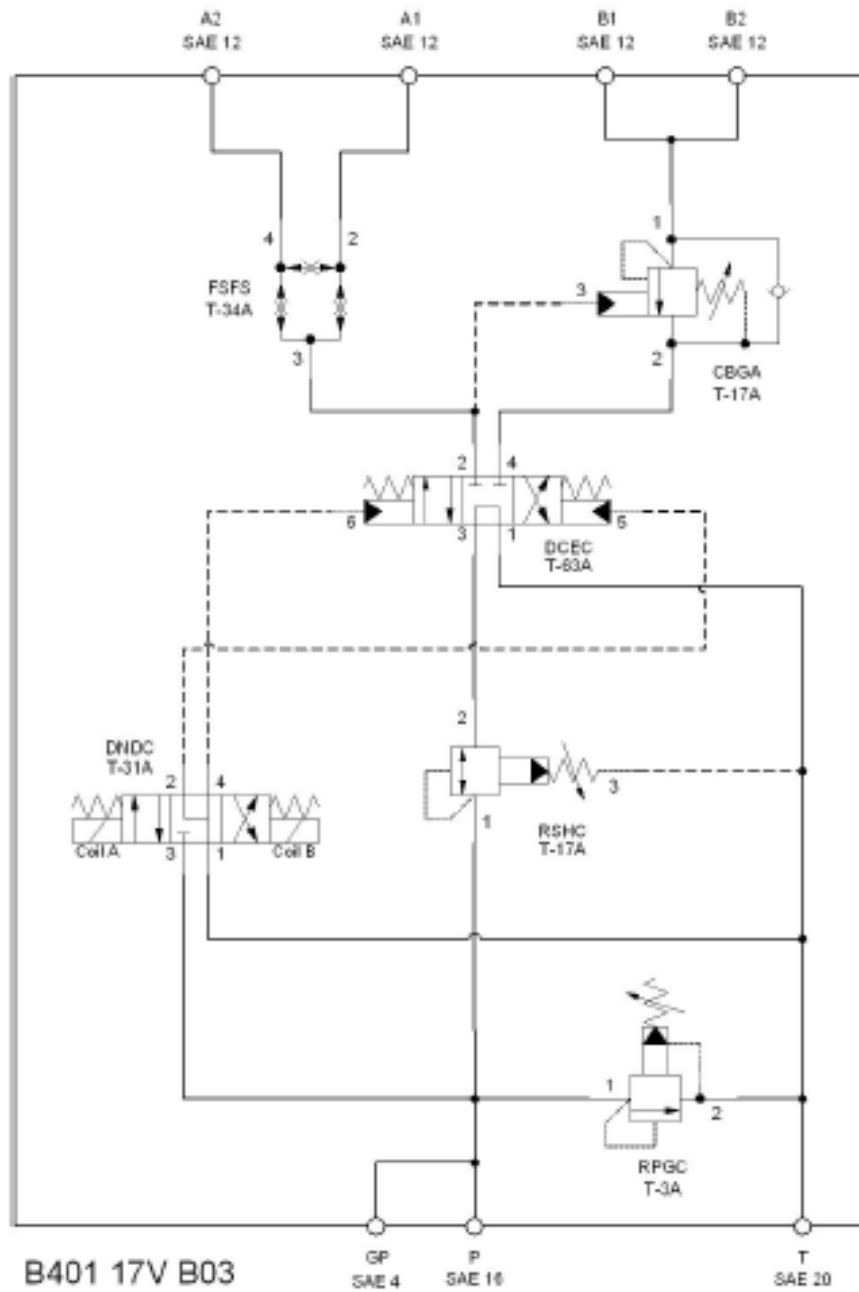 A2 A1 B1 B2
SAE 12 SAE 12 SAE 12 SAE 12
4 2
1
FSFS
T-34A
3
3
2
CBGA
T-17A
2 4
6 3 1 5
DCEC
T-63A
2
DNDC
T-31A
2 4
3
1
RSHC
T-17A
Coil A 3 1 Coil B
1 2
RPGC
T-3A
GP P T
SAE 4 SAE 16 SAE 20
B401 17V B03